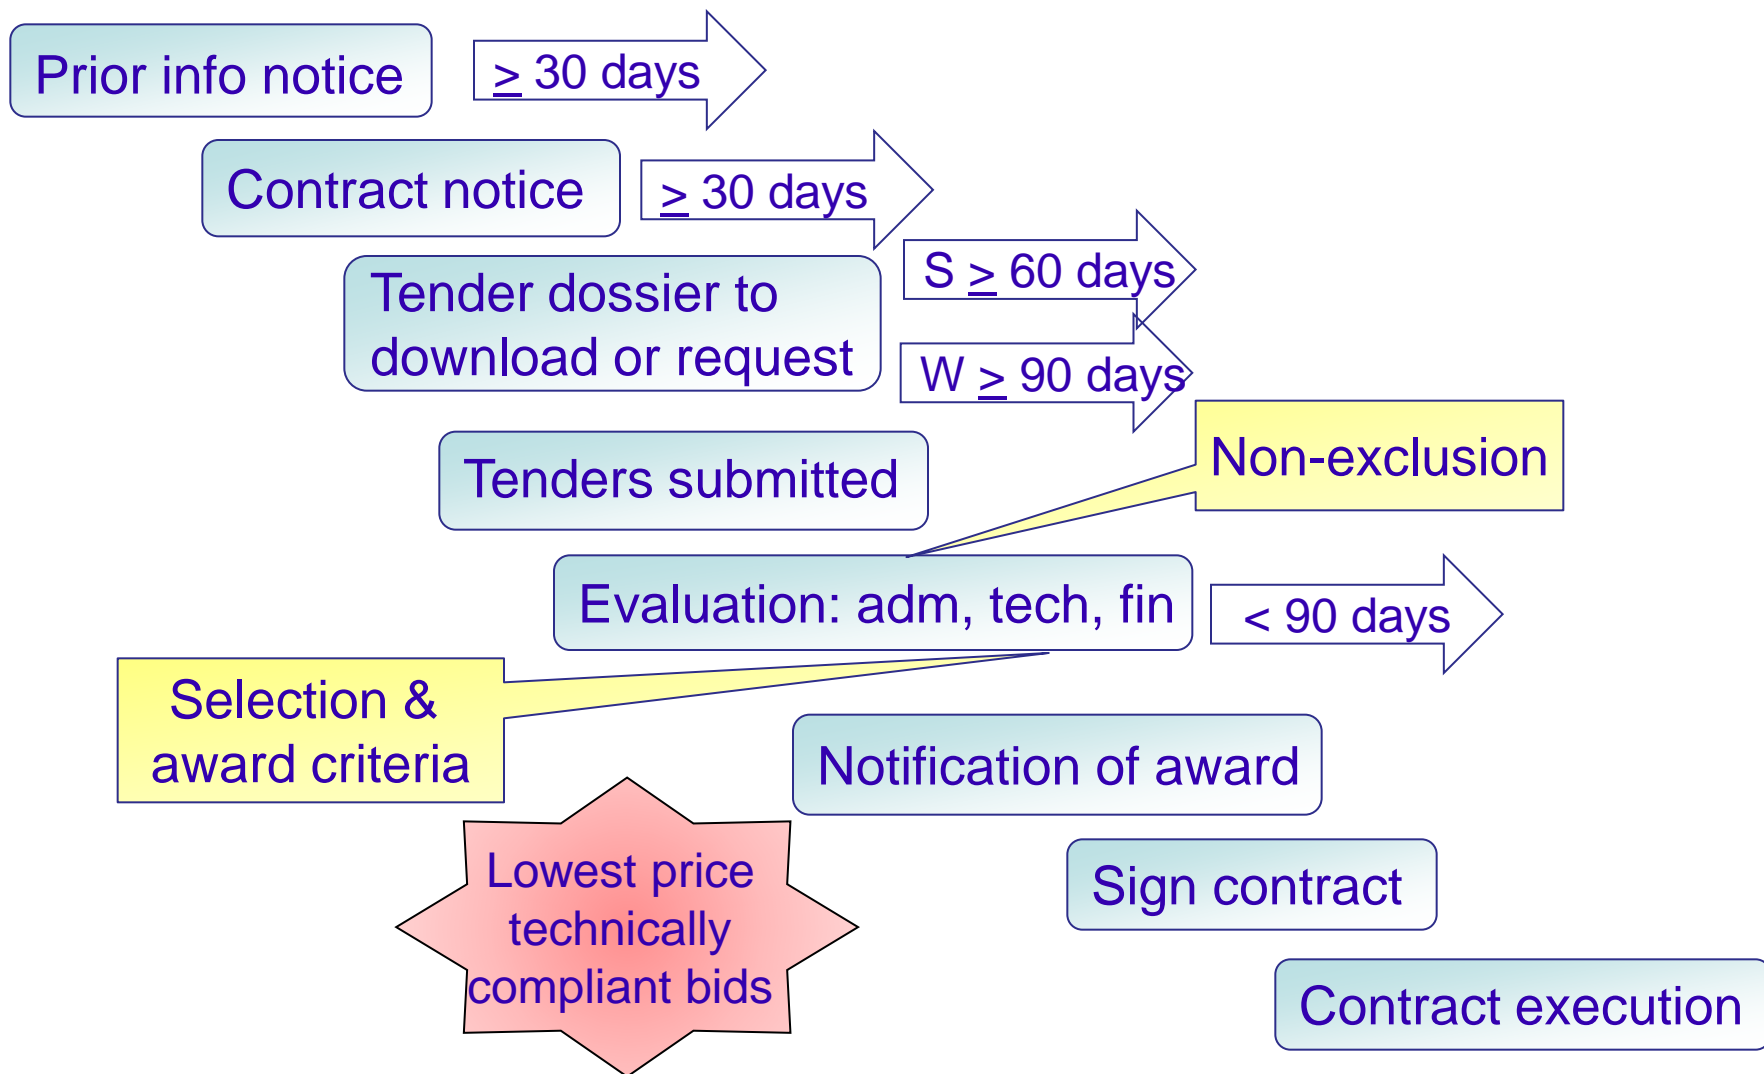 Prior info notice
≥ 30 days
Contract notice
≥ 30 days
Tender dossier to
download or request
S ≥ 60 days
W ≥ 90 days
Tenders submitted
Non-exclusion
Evaluation: adm, tech, fin
< 90 days
Selection &
award criteria
Notification of award
Lowest price
technically
compliant bids
Sign contract
Contract execution